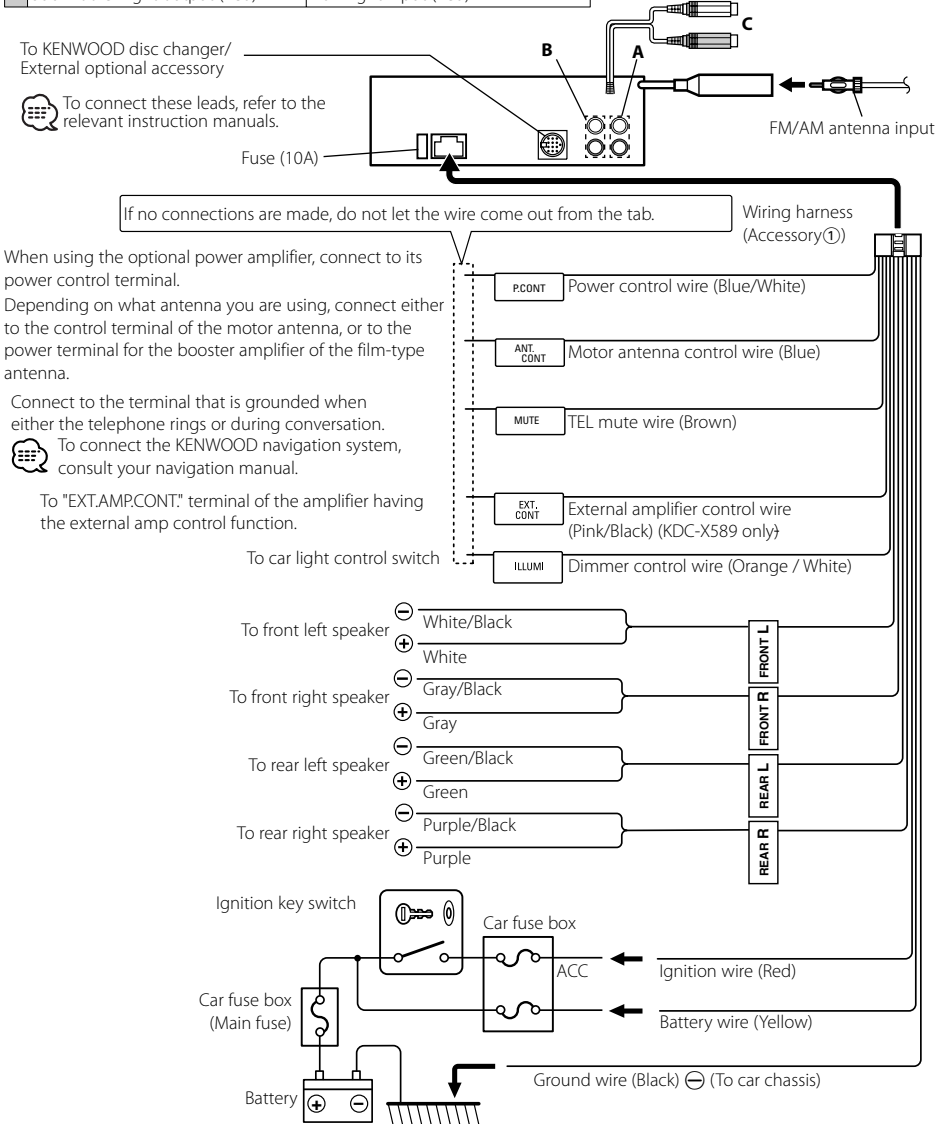 C
To KENWOOD disc changer/
External optional accessory
B
A
To connect these leads, refer to the
relevant instruction manuals.
FM/AM antenna input
Fuse (10A)
If no connections are made, do not let the wire come out from the tab.
Wiring harness
(Accessory①)
When using the optional power amplifier, connect to its
power control terminal.
P.CONT
Power control wire (Blue/White)
Depending on what antenna you are using, connect either
to the control terminal of the motor antenna, or to the
power terminal for the booster amplifier of the film-type
antenna.
ANT.
CONT
Motor antenna control wire (Blue)
Connect to the terminal that is grounded when
either the telephone rings or during conversation.
MUTE
TEL mute wire (Brown)
To connect the KENWOOD navigation system,
consult your navigation manual.
To "EXT.AMP.CONT." terminal of the amplifier having
the external amp control function.
EXT.
CONT
External amplifier control wire
(Pink/Black) (KDC-X589 only)
To car light control switch
ILLUMI
Dimmer control wire (Orange / White)
To front left speaker
⊖
White/Black
⊕
White
FRONT L
To front right speaker
⊖
Gray/Black
⊕
Gray
FRONT R
To rear left speaker
⊖
Green/Black
⊕
Green
REAR L
To rear right speaker
⊖
Purple/Black
⊕
Purple
REAR R
Ignition key switch
Car fuse box
ACC
Ignition wire (Red)
Car fuse box
(Main fuse)
Battery wire (Yellow)
Ground wire (Black) ⊖ (To car chassis)
Battery
⊕ ⊖